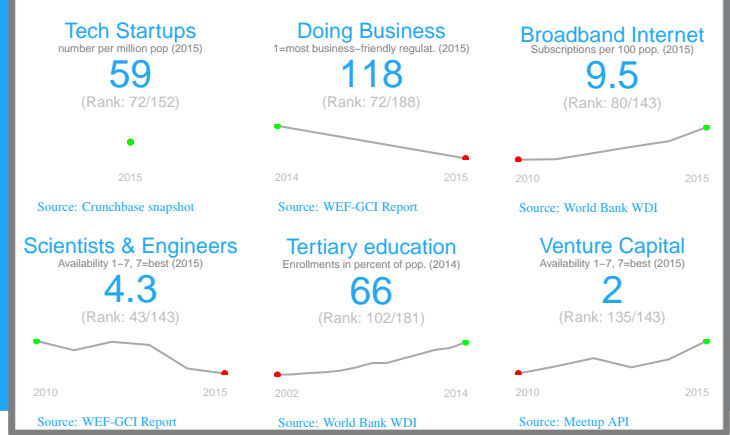 Tech Startups
number per million pop (2015)
59
(Rank: 72/152)
2015
Source: Crunchbase snapshot
Doing Business
1=most business−friendly regulat. (2015)
118
(Rank: 72/188)
2014 2015
Source: WEF-GCI Report
Broadband Internet
Subscriptions per 100 pop. (2015)
9.5
(Rank: 80/143)
2010 2015
Source: World Bank WDI
Scientists & Engineers
Availability 1−7, 7=best (2015)
4.3
(Rank: 43/143)
2010 2015
Source: WEF-GCI Report
Tertiary education
Enrollments in percent of pop. (2014)
66
(Rank: 102/181)
2002 2014
Source: World Bank WDI
Venture Capital
Availability 1−7, 7=best (2015)
2
(Rank: 135/143)
2010 2015
Source: Meetup API